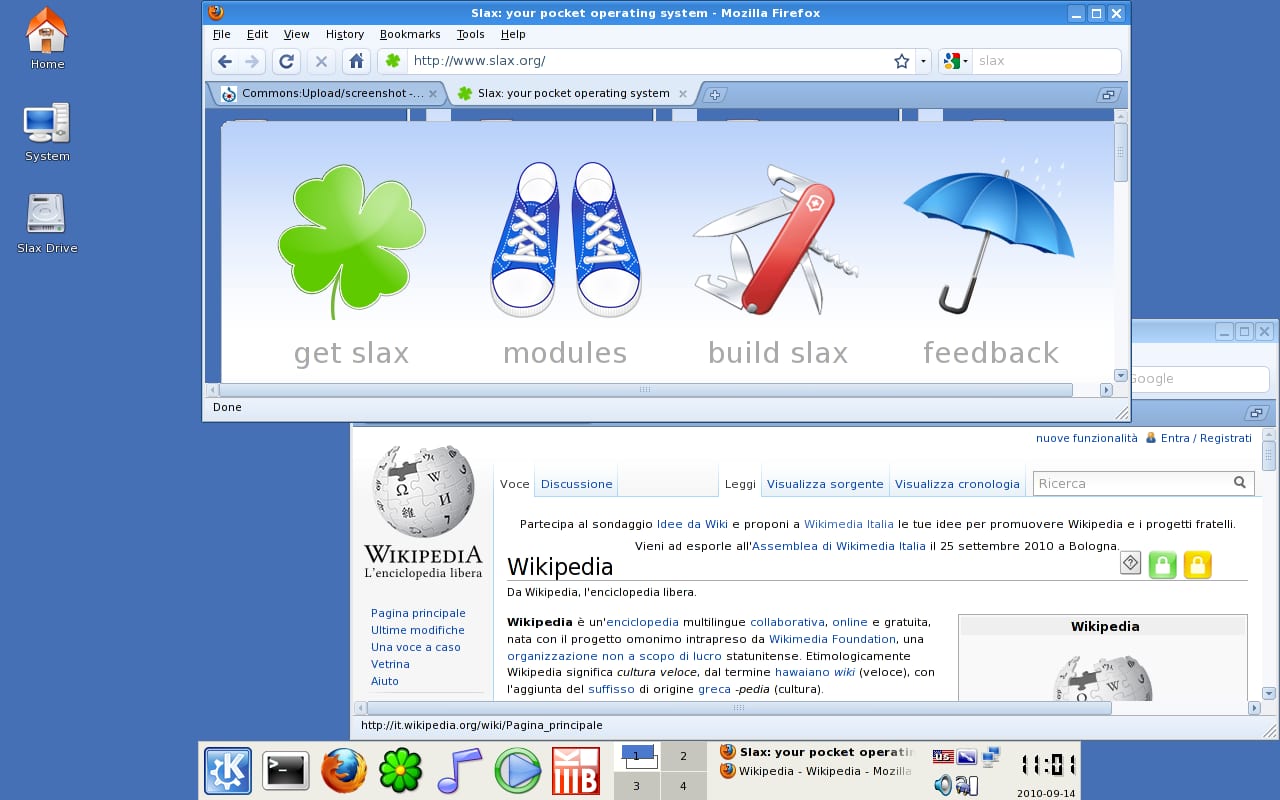 Home
System
Slax Drive
Slax: your pocket operating system - Mozilla Firefox
File Edit View History Bookmarks Tools Help
http://www.slax.org/
slax
Commons:Upload/screenshot -...
Slax: your pocket operating system
get slax
modules
build slax
feedback
Done
Google
nuove funzionalità
Entra / Registrati
WIKIPEDIA
L'enciclopedia libera
Voce
Discussione
Leggi
Visualizza sorgente
Visualizza cronologia
Ricerca
Partecipa al sondaggio Idee da Wiki e proponi a Wikimedia Italia le tue idee per promuovere Wikipedia e i progetti fratelli.
Vieni ad esporle all'Assemblea di Wikimedia Italia il 25 settembre 2010 a Bologna.
Wikipedia
Da Wikipedia, l'enciclopedia libera.
Pagina principale
Ultime modifiche
Una voce a caso
Vetrina
Aiuto
Wikipedia è un'enciclopedia multilingue collaborativa, online e gratuita,
nata con il progetto omonimo intrapreso da Wikimedia Foundation, una
organizzazione non a scopo di lucro statunitense. Etimologicamente
Wikipedia significa cultura veloce, dal termine hawaiano wiki (veloce), con
l'aggiunta del suffisso di origine greca -pedia (cultura).
Wikipedia
http://it.wikipedia.org/wiki/Pagina_principale
K
>_
KMB
1 2
3 4
Slax: your pocket operatin
Wikipedia - Wikipedia - Mozilla
US
11:01
2010-09-14